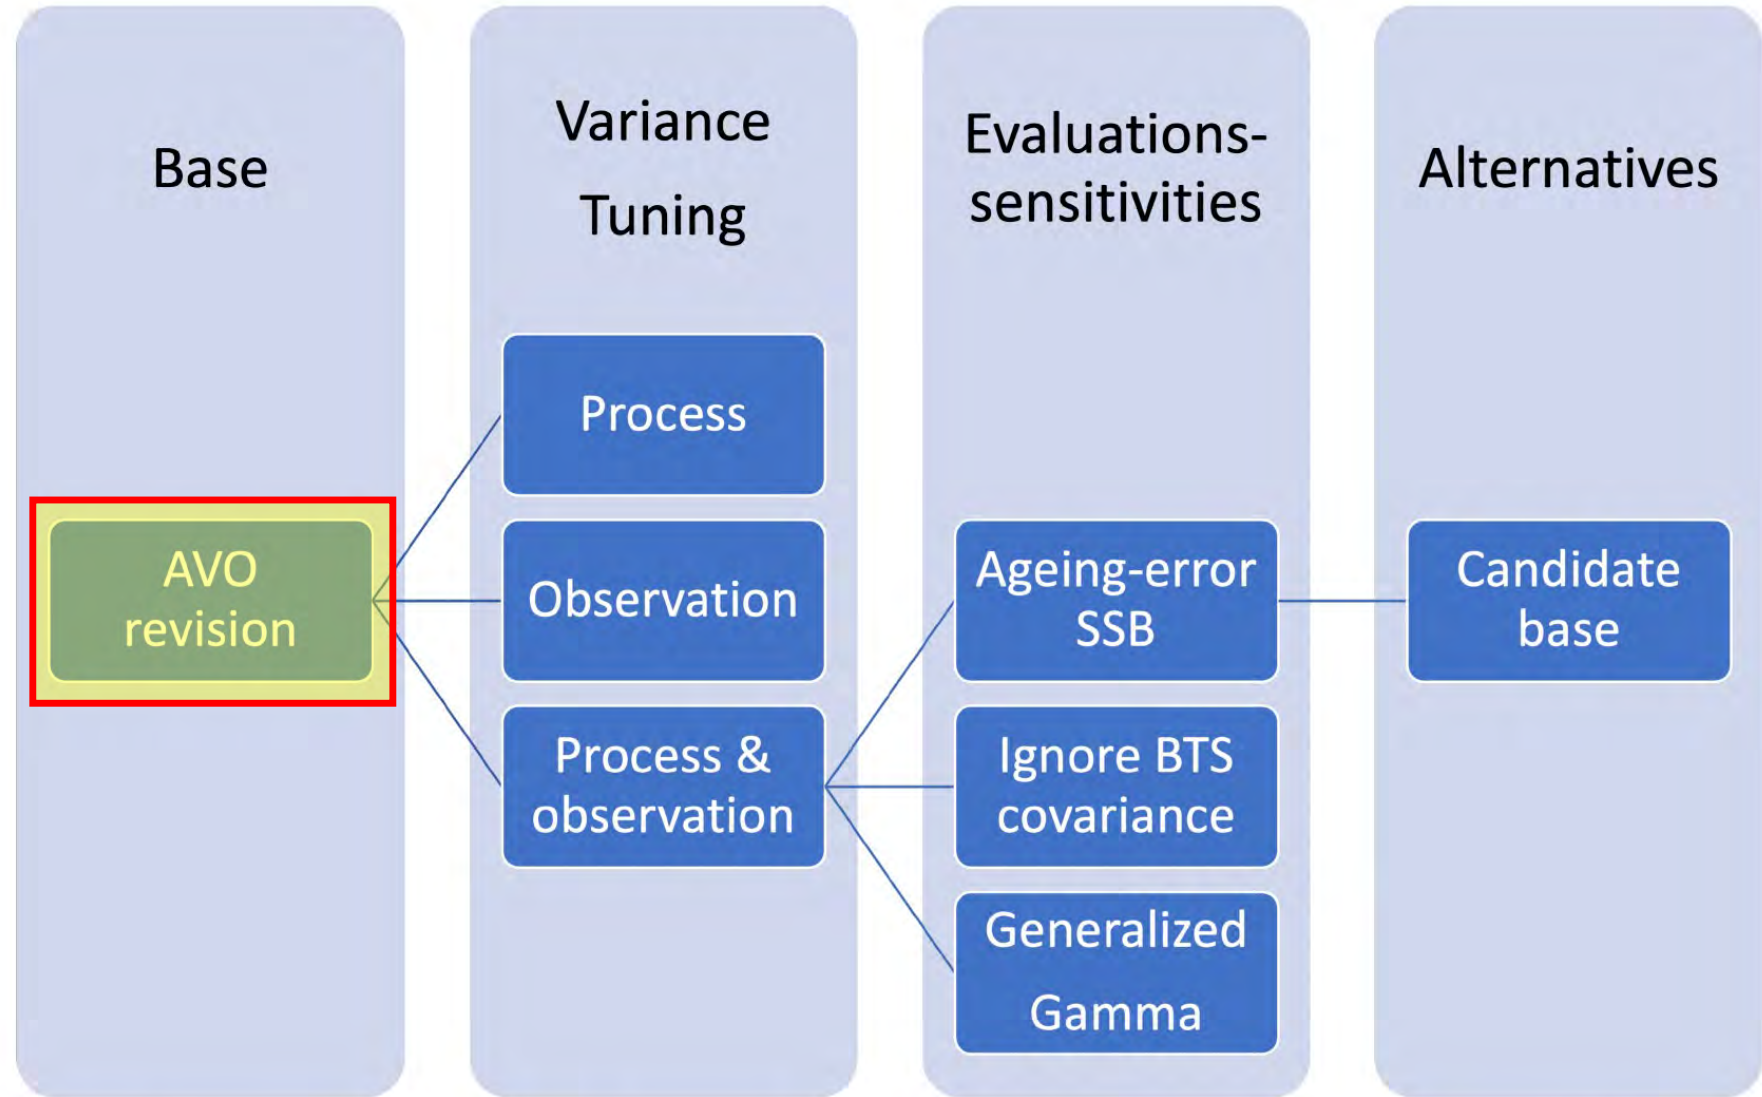 Base
Variance
Tuning
Evaluations-
sensitivities
Alternatives
AVO
revision
Process
Observation
Process &
observation
Ageing-error
SSB
Ignore BTS
covariance
Generalized
Gamma
Candidate
base